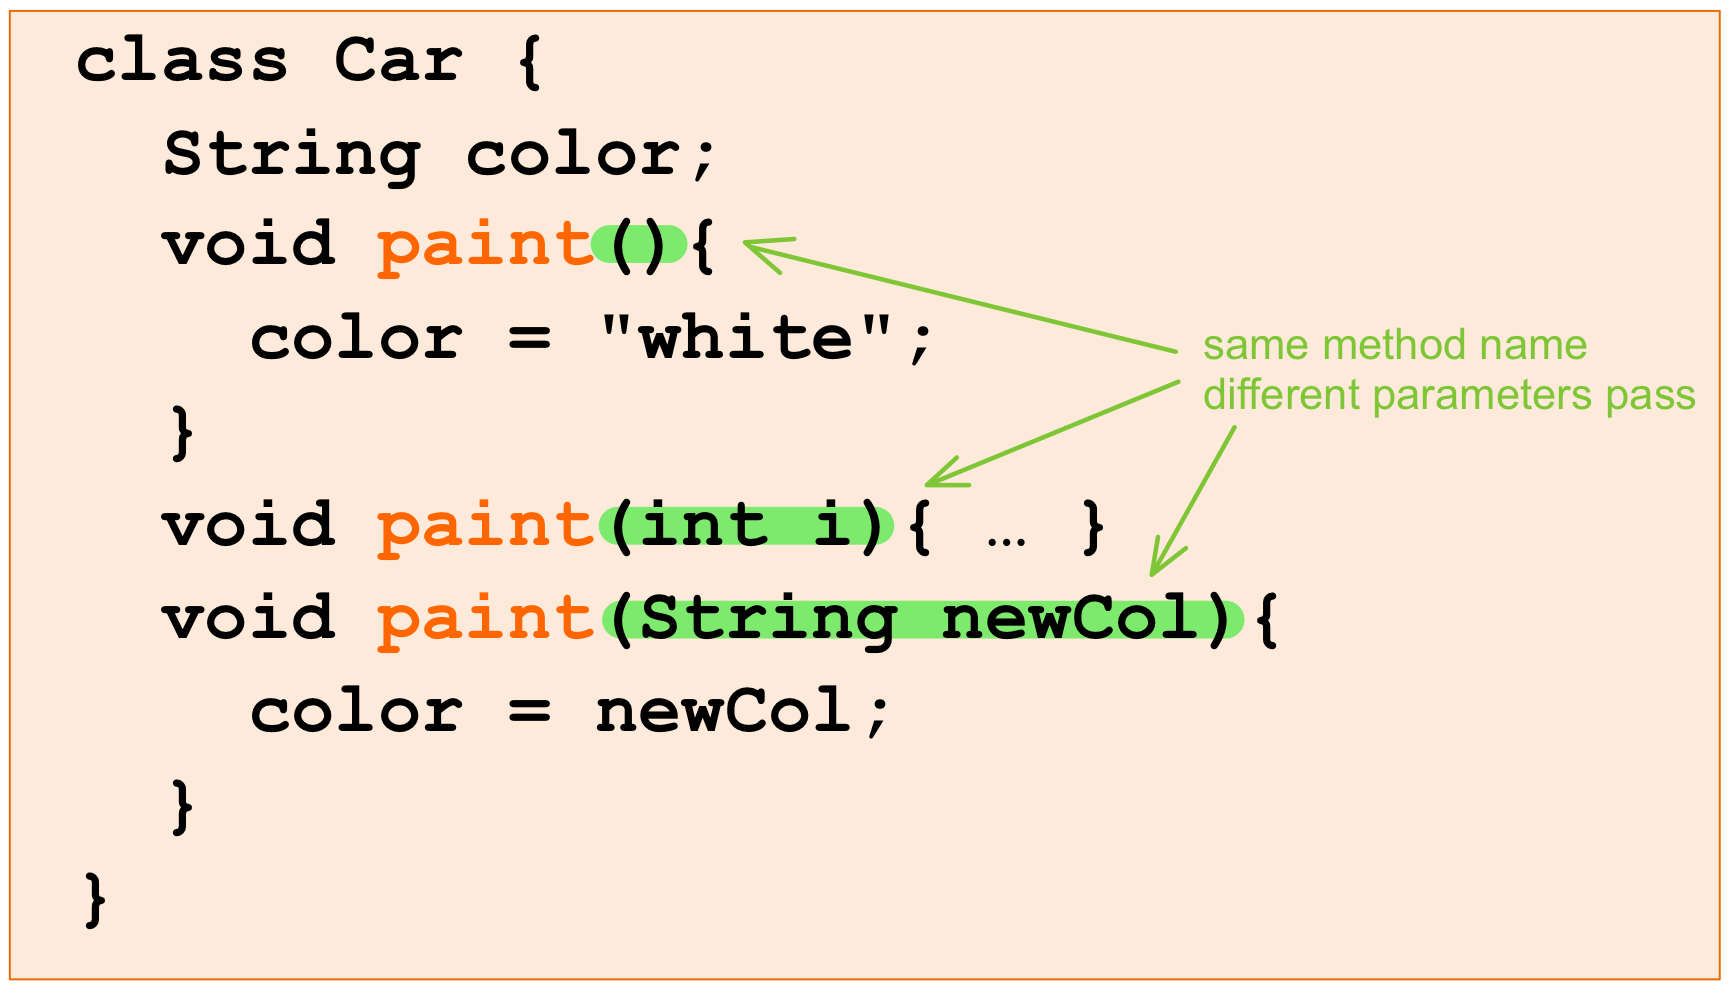 class Car {
String color;
void paint(){
color = "white";
}
same method name
different parameters pass
void paint(int i){ … }
void paint(String newCol){
color = newCol;
}
}